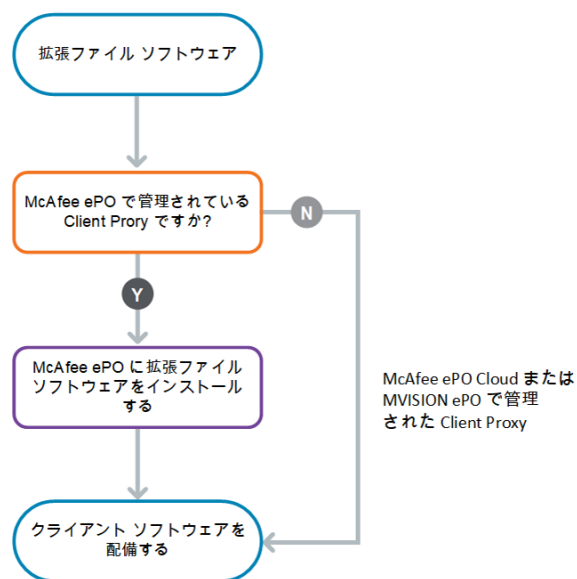 拡張ファイル ソフトウェア
McAfee ePO で管理されている
Client Prory ですか?
N
Y
McAfee ePO に拡張ファイル
ソフトウェアをインストール
する
McAfee ePO Cloud または
MVISION ePO で管理
された Client Proxy
クライアント ソフトウェアを
配備する